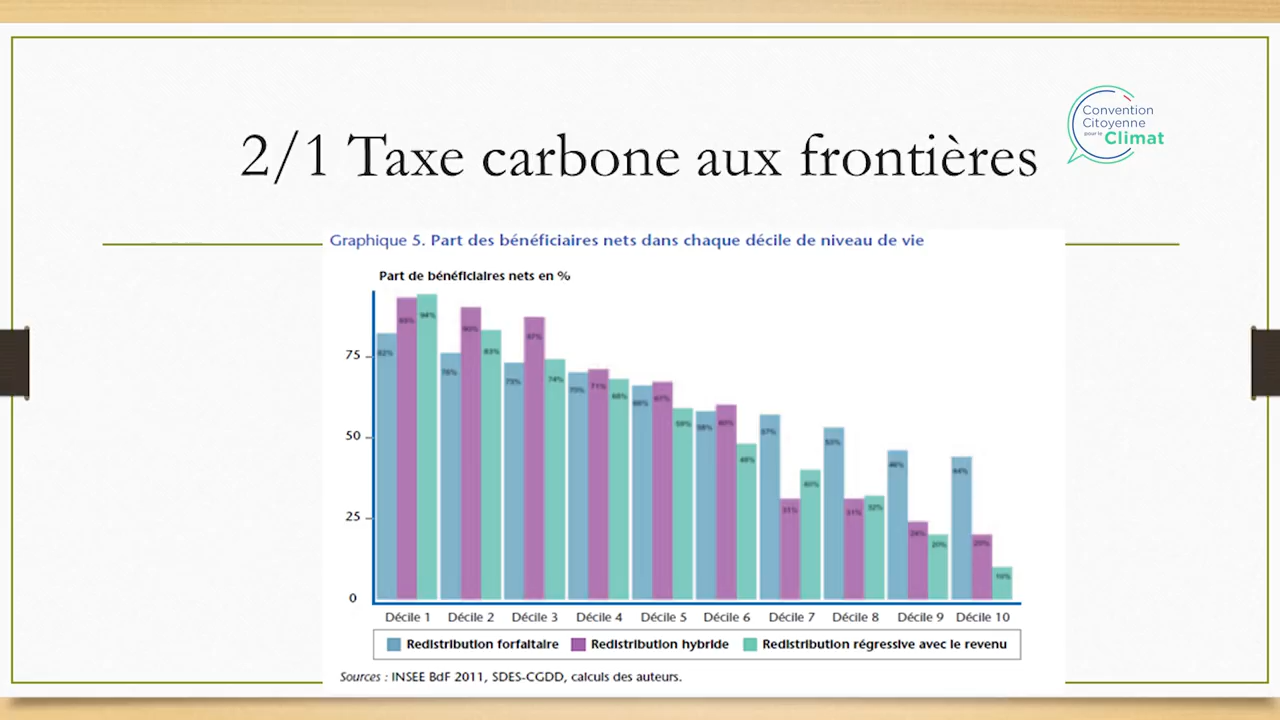 Convention
Citoyenne
pour le Climat
2/1 Taxe carbone aux frontières
Graphique 5. Part des bénéficiaires nets dans chaque décile de niveau de vie
Part de bénéficiaires nets en %
75
50
25
0
82% 93% 94%
76% 90% 83%
73% 87% 74%
70% 71% 68%
66% 67% 59%
58% 60% 48%
57% 31% 40%
53% 31% 32%
46% 24% 20%
44% 20% 10%
Décile 1 Décile 2 Décile 3 Décile 4 Décile 5 Décile 6 Décile 7 Décile 8 Décile 9 Décile 10
Redistribution forfaitaire Redistribution hybride Redistribution régressive avec le revenu
Sources : INSEE BdF 2011, SDES-CGDD, calculs des auteurs.